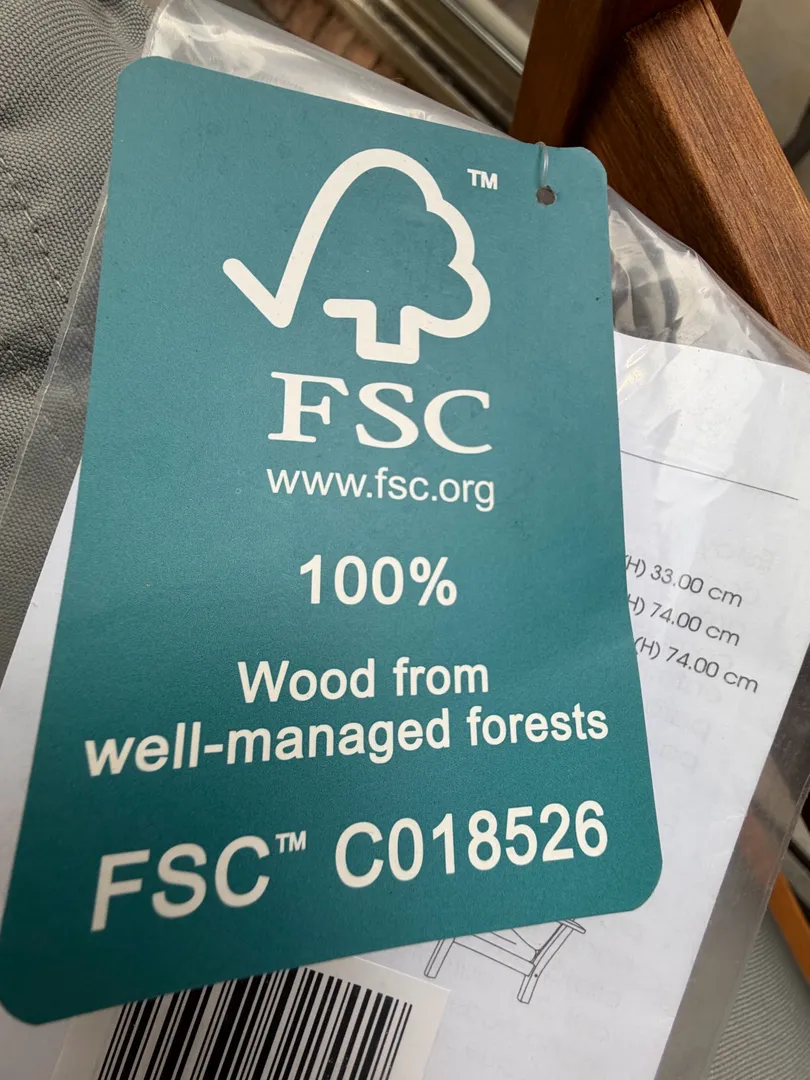 TM
FSC
www.fsc.org
100%
Wood from
well-managed forests
FSC™ C018526
(H) 33.00 cm
(H) 74.00 cm
(H) 74.00 cm